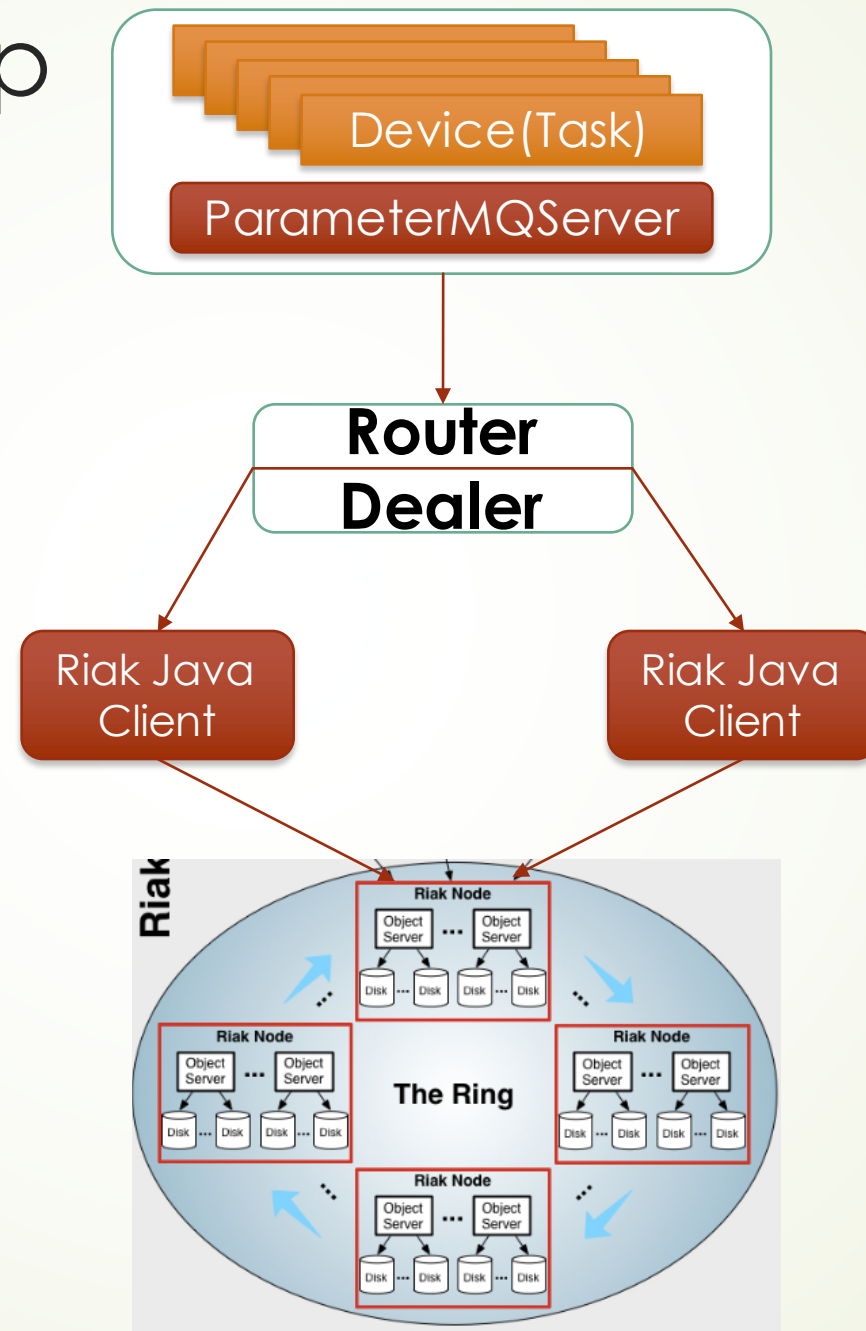 p
Device(Task)
ParameterMQServer
Router
Dealer
Riak Java
Client
Riak Java
Client
Riak
Riak Node
Object
Server
...
Object
Server
Disk
...
Disk
Disk
...
Disk
...
...
Riak Node
Object
Server
...
Object
Server
Disk
...
Disk
Disk
...
Disk
The Ring
Riak Node
Object
Server
...
Object
Server
Disk
...
Disk
Disk
...
Disk
...
...
Riak Node
Object
Server
...
Object
Server
Disk
...
Disk
Disk
...
Disk